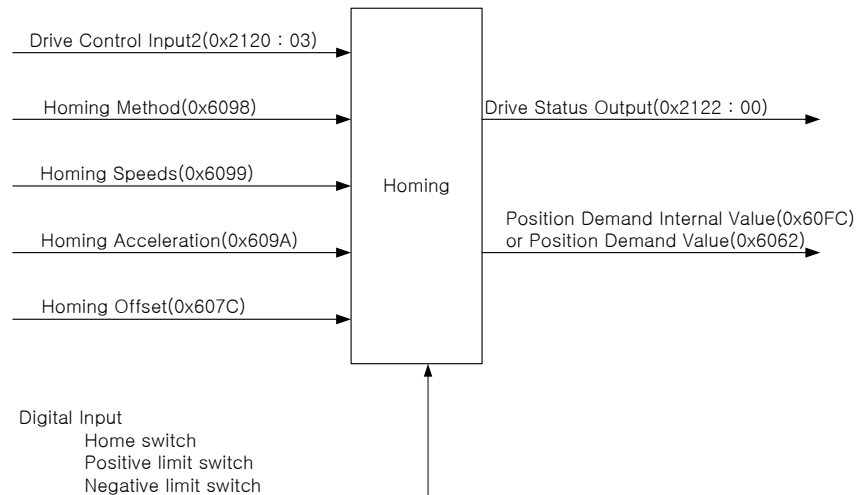 Drive Control Input2(0x2120 : 03)
Homing Method(0x6098)
Homing Speeds(0x6099)
Homing Acceleration(0x609A)
Homing Offset(0x607C)
Homing
Drive Status Output(0x2122 : 00)
Position Demand Internal Value(0x60FC)
or Position Demand Value(0x6062)
Digital Input
Home switch
Positive limit switch
Negative limit switch